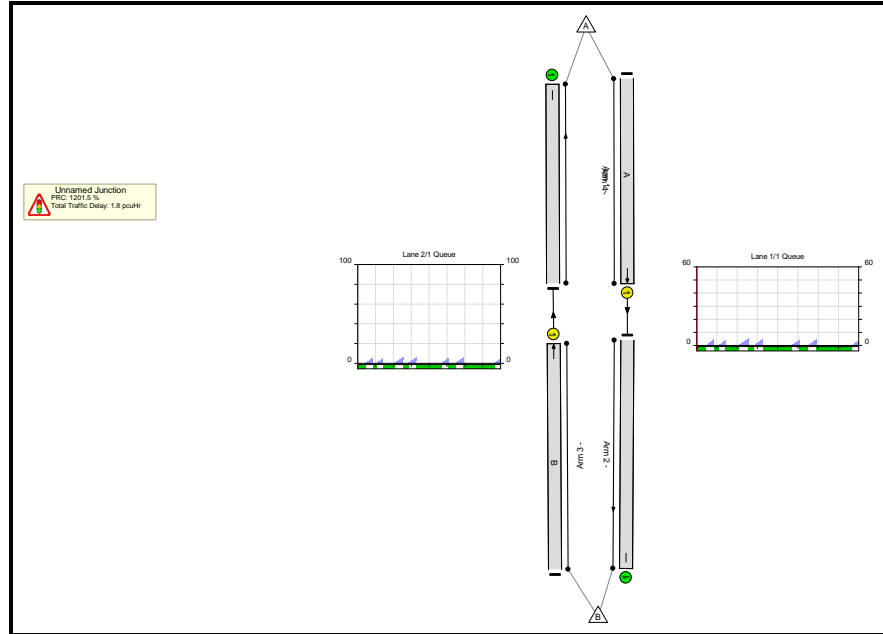 A
A
Unnamed Junction
PRC: 1201.5 %
Total Traffic Delay: 1.8 pcuHr
Lane 2/1 Queue
100
100
0
0
Lane 1/1 Queue
60
60
0
0
B
Arm 3 -
Arm 2 -
B